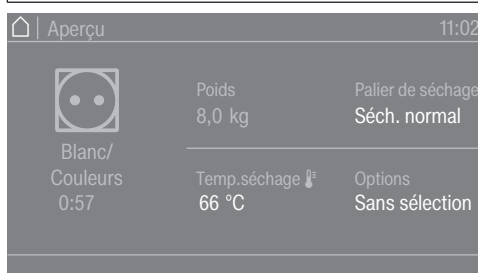 Aperçu
11:02
Blanc/
Couleurs
0:57
Poids
8,0 kg
Palier de séchage
Séch. normal
Temp.séchage
66 °C
Options
Sans sélection